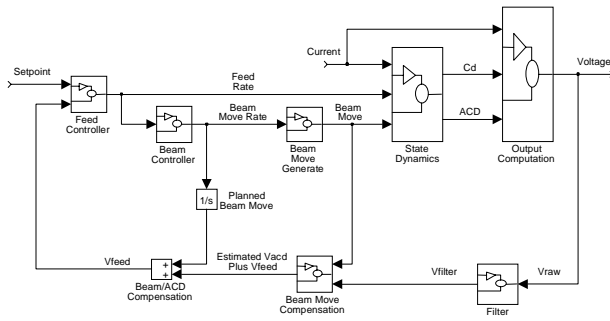 Setpoint
Feed
Controller
Current
Feed
Rate
Beam
Move Rate
Beam
Controller
Beam
Move
Generate
Beam
Move
State
Dynamics
Cd
ACD
Output
Computation
Voltage
1/s
Planned
Beam Move
Vfeed
+
+
Beam/ACD
Compensation
Estimated Vacd
Plus Vfeed
Beam Move
Compensation
Vfilter
Filter
Vraw